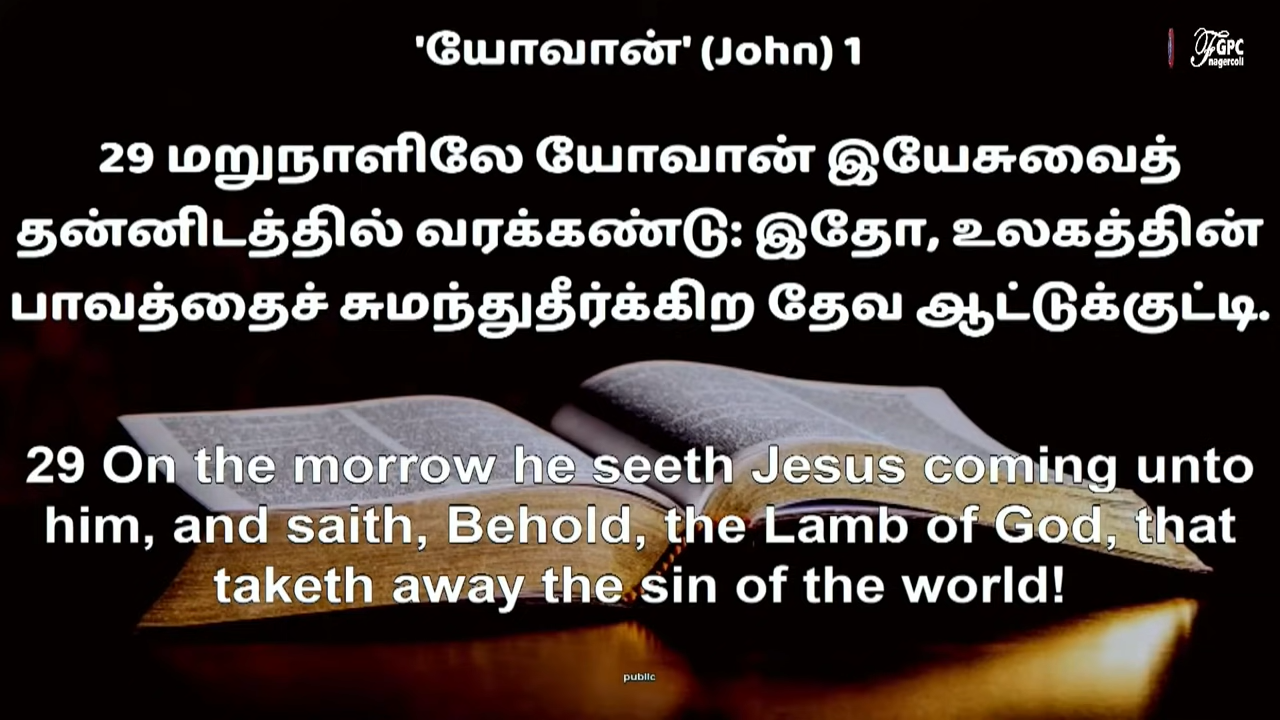 'யோவான்' (John) 1
GPC
nagercoil
29 மறுநாளிலே யோவான் இயேசுவைத்
தன்னிடத்தில் வரக்கண்டு: இதோ, உலகத்தின்
பாவத்தைச் சுமந்துதீர்க்கிற தேவ ஆட்டுக்குட்டி.
29 On the morrow he seeth Jesus coming unto
him, and saith, Behold, the Lamb of God, that
taketh away the sin of the world!
public